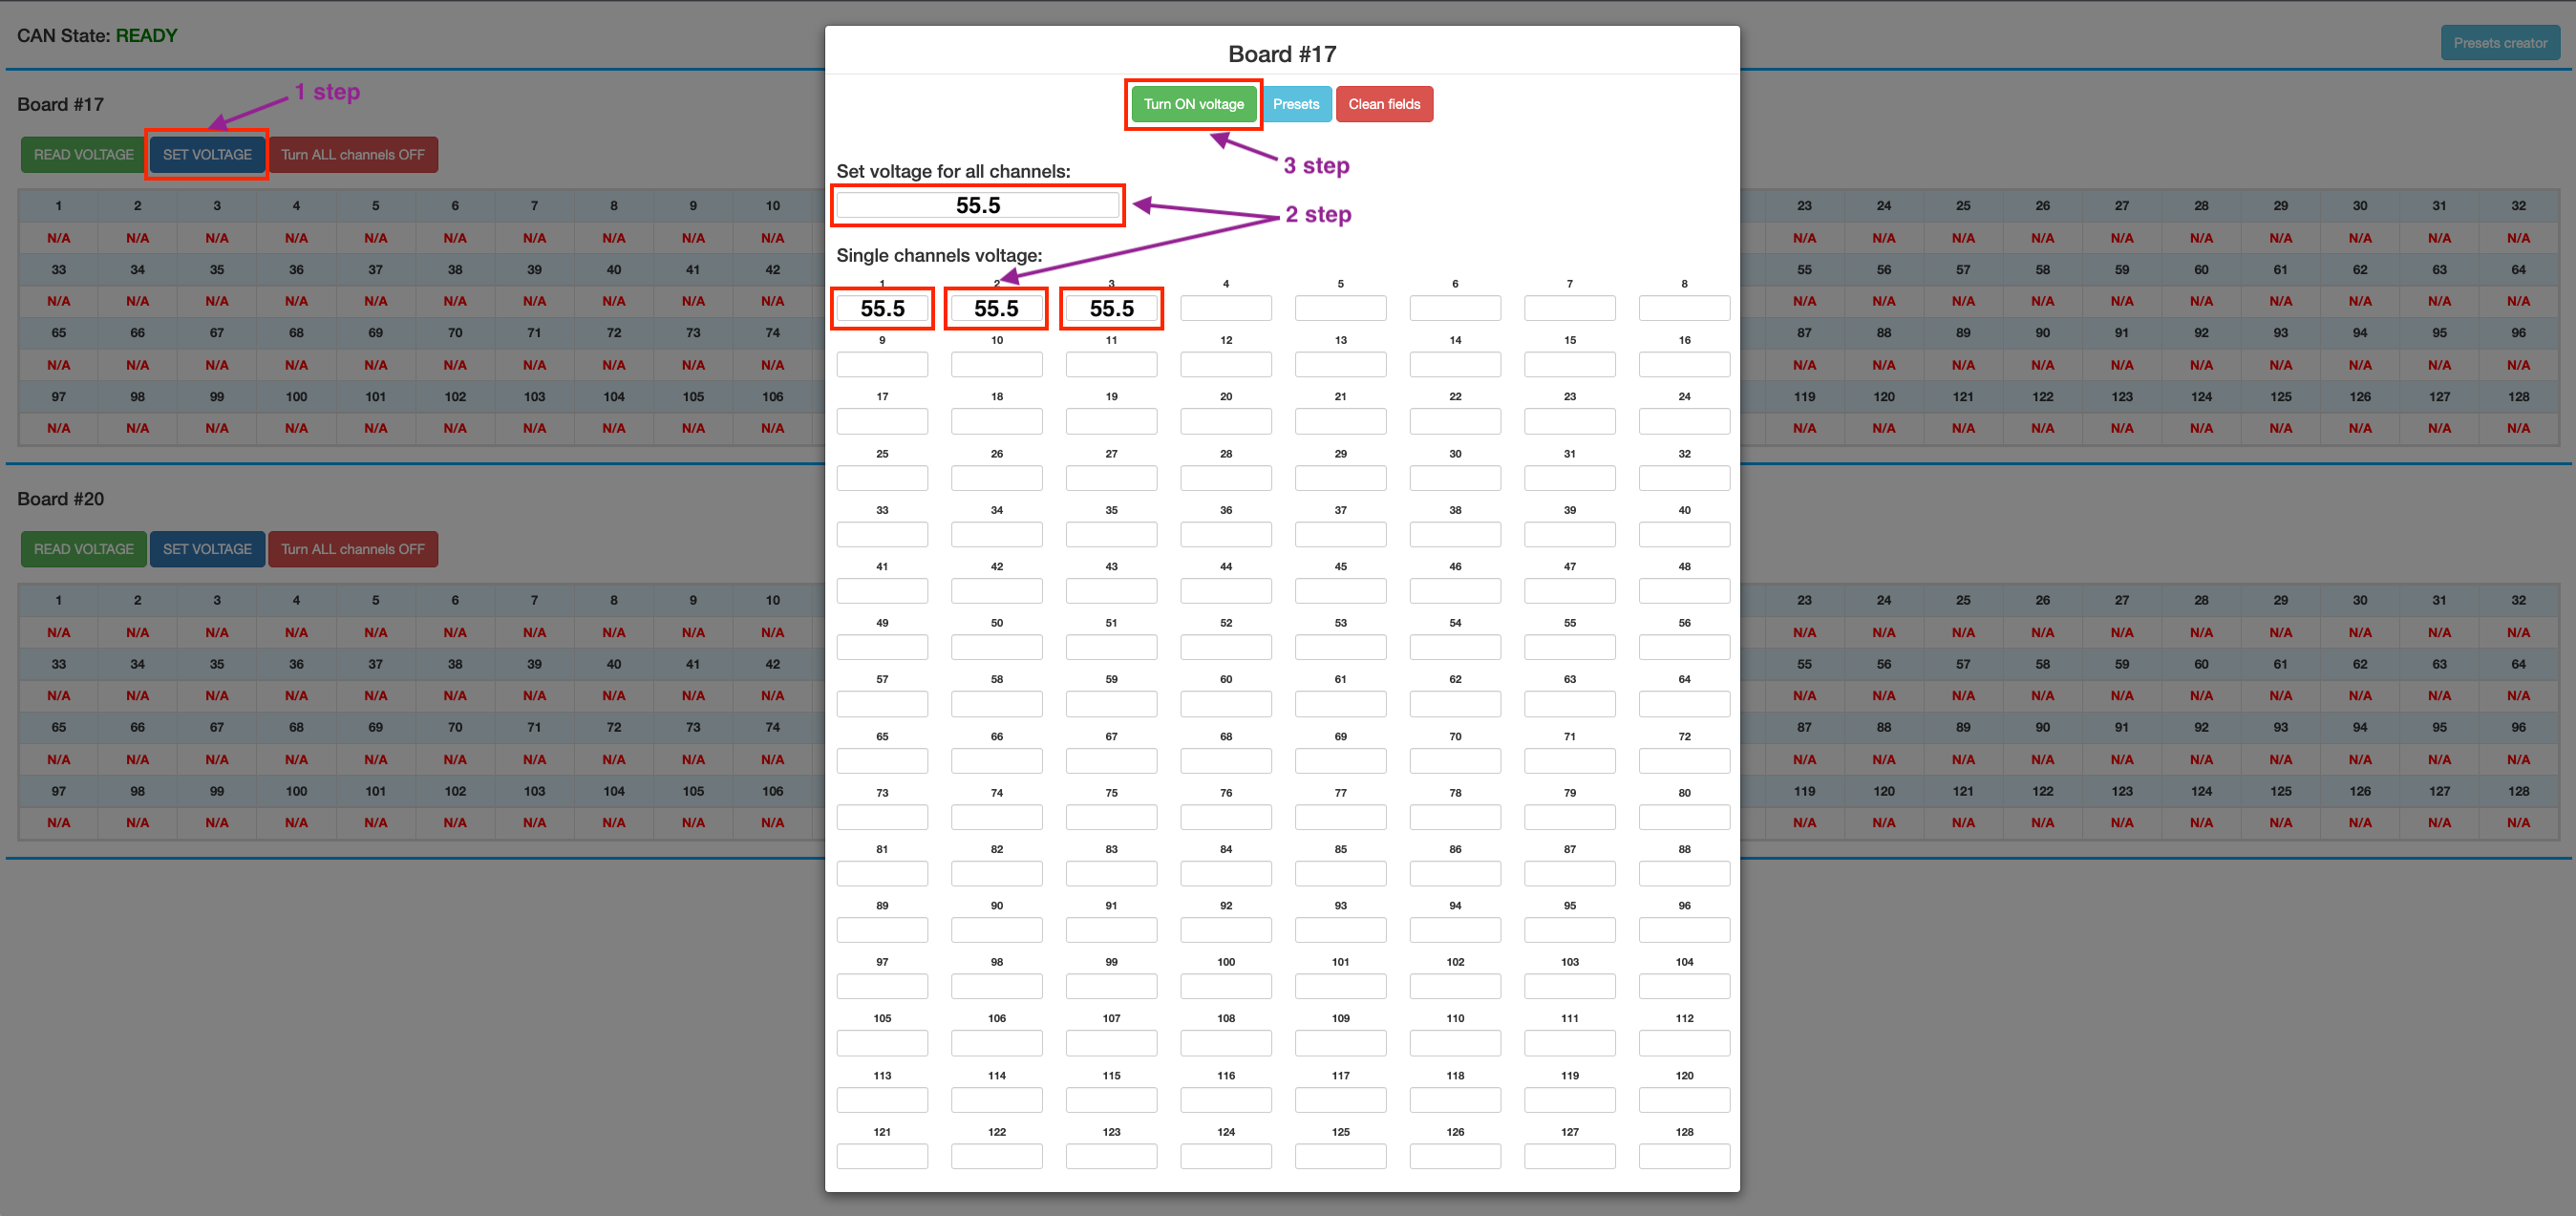 CAN State: READY
Presets creator
Board #17
1 step
READ VOLTAGE SET VOLTAGE Turn ALL channels OFF
1 2 3 4 5 6 7 8 9 10 23 24 25 26 27 28 29 30 31 32
N/A N/A N/A N/A N/A N/A N/A N/A N/A N/A N/A N/A N/A N/A N/A N/A N/A N/A N/A N/A
33 34 35 36 37 38 39 40 41 42 55 56 57 58 59 60 61 62 63 64
N/A N/A N/A N/A N/A N/A N/A N/A N/A N/A N/A N/A N/A N/A N/A N/A N/A N/A N/A N/A
65 66 67 68 69 70 71 72 73 74 87 88 89 90 91 92 93 94 95 96
N/A N/A N/A N/A N/A N/A N/A N/A N/A N/A N/A N/A N/A N/A N/A N/A N/A N/A N/A N/A
97 98 99 100 101 102 103 104 105 106 119 120 121 122 123 124 125 126 127 128
N/A N/A N/A N/A N/A N/A N/A N/A N/A N/A N/A N/A N/A N/A N/A N/A N/A N/A N/A N/A
Board #20
READ VOLTAGE SET VOLTAGE Turn ALL channels OFF
1 2 3 4 5 6 7 8 9 10 23 24 25 26 27 28 29 30 31 32
N/A N/A N/A N/A N/A N/A N/A N/A N/A N/A N/A N/A N/A N/A N/A N/A N/A N/A N/A N/A
33 34 35 36 37 38 39 40 41 42 55 56 57 58 59 60 61 62 63 64
N/A N/A N/A N/A N/A N/A N/A N/A N/A N/A N/A N/A N/A N/A N/A N/A N/A N/A N/A N/A
65 66 67 68 69 70 71 72 73 74 87 88 89 90 91 92 93 94 95 96
N/A N/A N/A N/A N/A N/A N/A N/A N/A N/A N/A N/A N/A N/A N/A N/A N/A N/A N/A N/A
97 98 99 100 101 102 103 104 105 106 119 120 121 122 123 124 125 126 127 128
N/A N/A N/A N/A N/A N/A N/A N/A N/A N/A N/A N/A N/A N/A N/A N/A N/A N/A N/A N/A
Board #17
Turn ON voltage Presets Clean fields
3 step
Set voltage for all channels:
55.5
2 step
Single channels voltage:
1 2 3 4 5 6 7 8
55.5 55.5 55.5
9 10 11 12 13 14 15 16
17 18 19 20 21 22 23 24
25 26 27 28 29 30 31 32
33 34 35 36 37 38 39 40
41 42 43 44 45 46 47 48
49 50 51 52 53 54 55 56
57 58 59 60 61 62 63 64
65 66 67 68 69 70 71 72
73 74 75 76 77 78 79 80
81 82 83 84 85 86 87 88
89 90 91 92 93 94 95 96
97 98 99 100 101 102 103 104
105 106 107 108 109 110 111 112
113 114 115 116 117 118 119 120
121 122 123 124 125 126 127 128